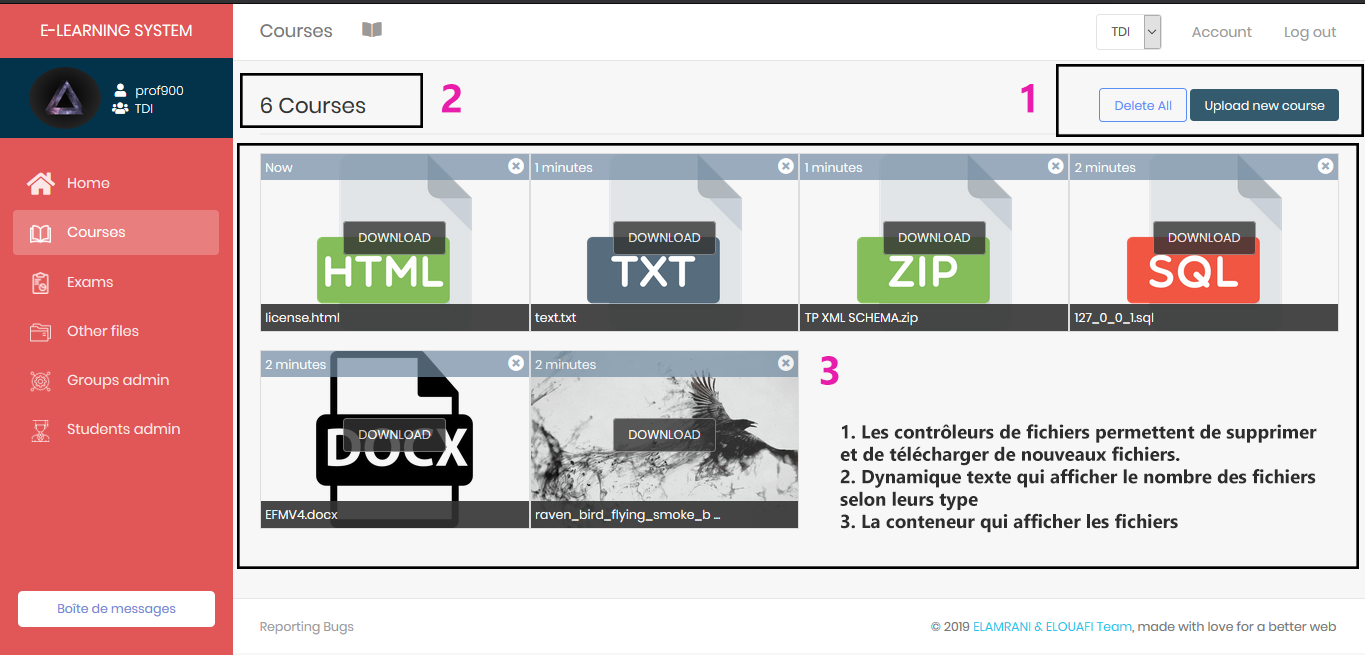 E-LEARNING SYSTEM
Courses
TDI
Account
Log out
prof900
TDI
6 Courses
2
1
Delete All
Upload new course
Home
Courses
Exams
Other files
Groups admin
Students admin
Boîte de messages
Now
1 minutes
1 minutes
2 minutes
DOWNLOAD
DOWNLOAD
DOWNLOAD
DOWNLOAD
HTML
TXT
ZIP
SQL
license.html
text.txt
TP XML SCHEMA.zip
127_0_0_1.sql
2 minutes
2 minutes
DOWNLOAD
DOWNLOAD
DOCX
EFMV4.docx
raven_bird_flying_smoke_b ...
3
1. Les contrôleurs de fichiers permettent de supprimer
et de télécharger de nouveaux fichiers.
2. Dynamique texte qui afficher le nombre des fichiers
selon leurs type
3. La conteneur qui afficher les fichiers
Reporting Bugs
© 2019 ELAMRANI & ELOUAFI Team, made with love for a better web